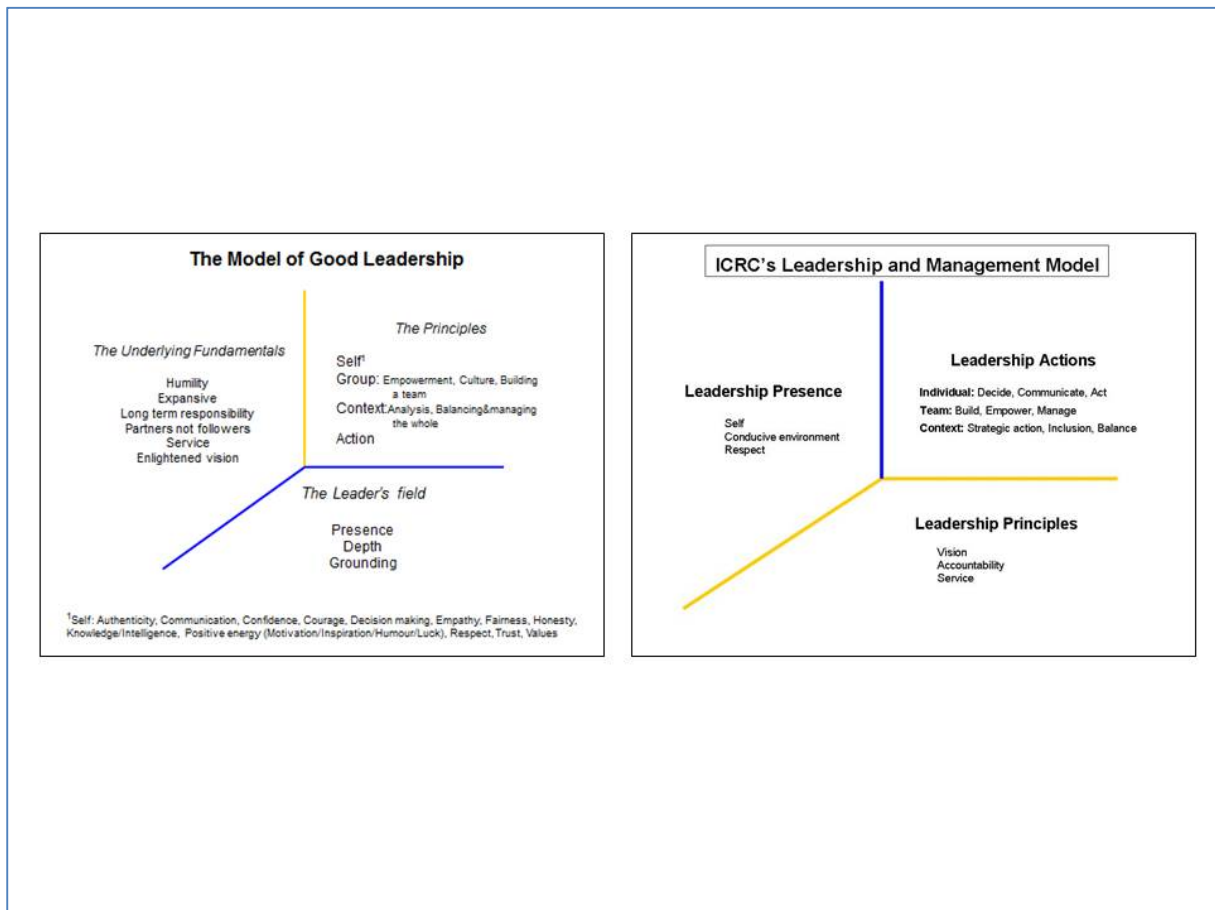 The Model of Good Leadership
The Underlying Fundamentals
Humility
Expansive
Long term responsibility
Partners not followers
Service
Enlightened vision
The Principles
Self¹
Group: Empowerment, Culture, Building
a team
Context:Analysis, Balancing&managing
the whole
Action
The Leader's field
Presence
Depth
Grounding
¹Self: Authenticity, Communication, Confidence, Courage, Decision making, Empathy, Fairness, Honesty,
Knowledge/Intelligence, Positive energy (Motivation/Inspiration/Humour/Luck), Respect, Trust, Values
ICRC's Leadership and Management Model
Leadership Presence
Self
Conducive environment
Respect
Leadership Actions
Individual: Decide, Communicate, Act
Team: Build, Empower, Manage
Context: Strategic action, Inclusion, Balance
Leadership Principles
Vision
Accountability
Service